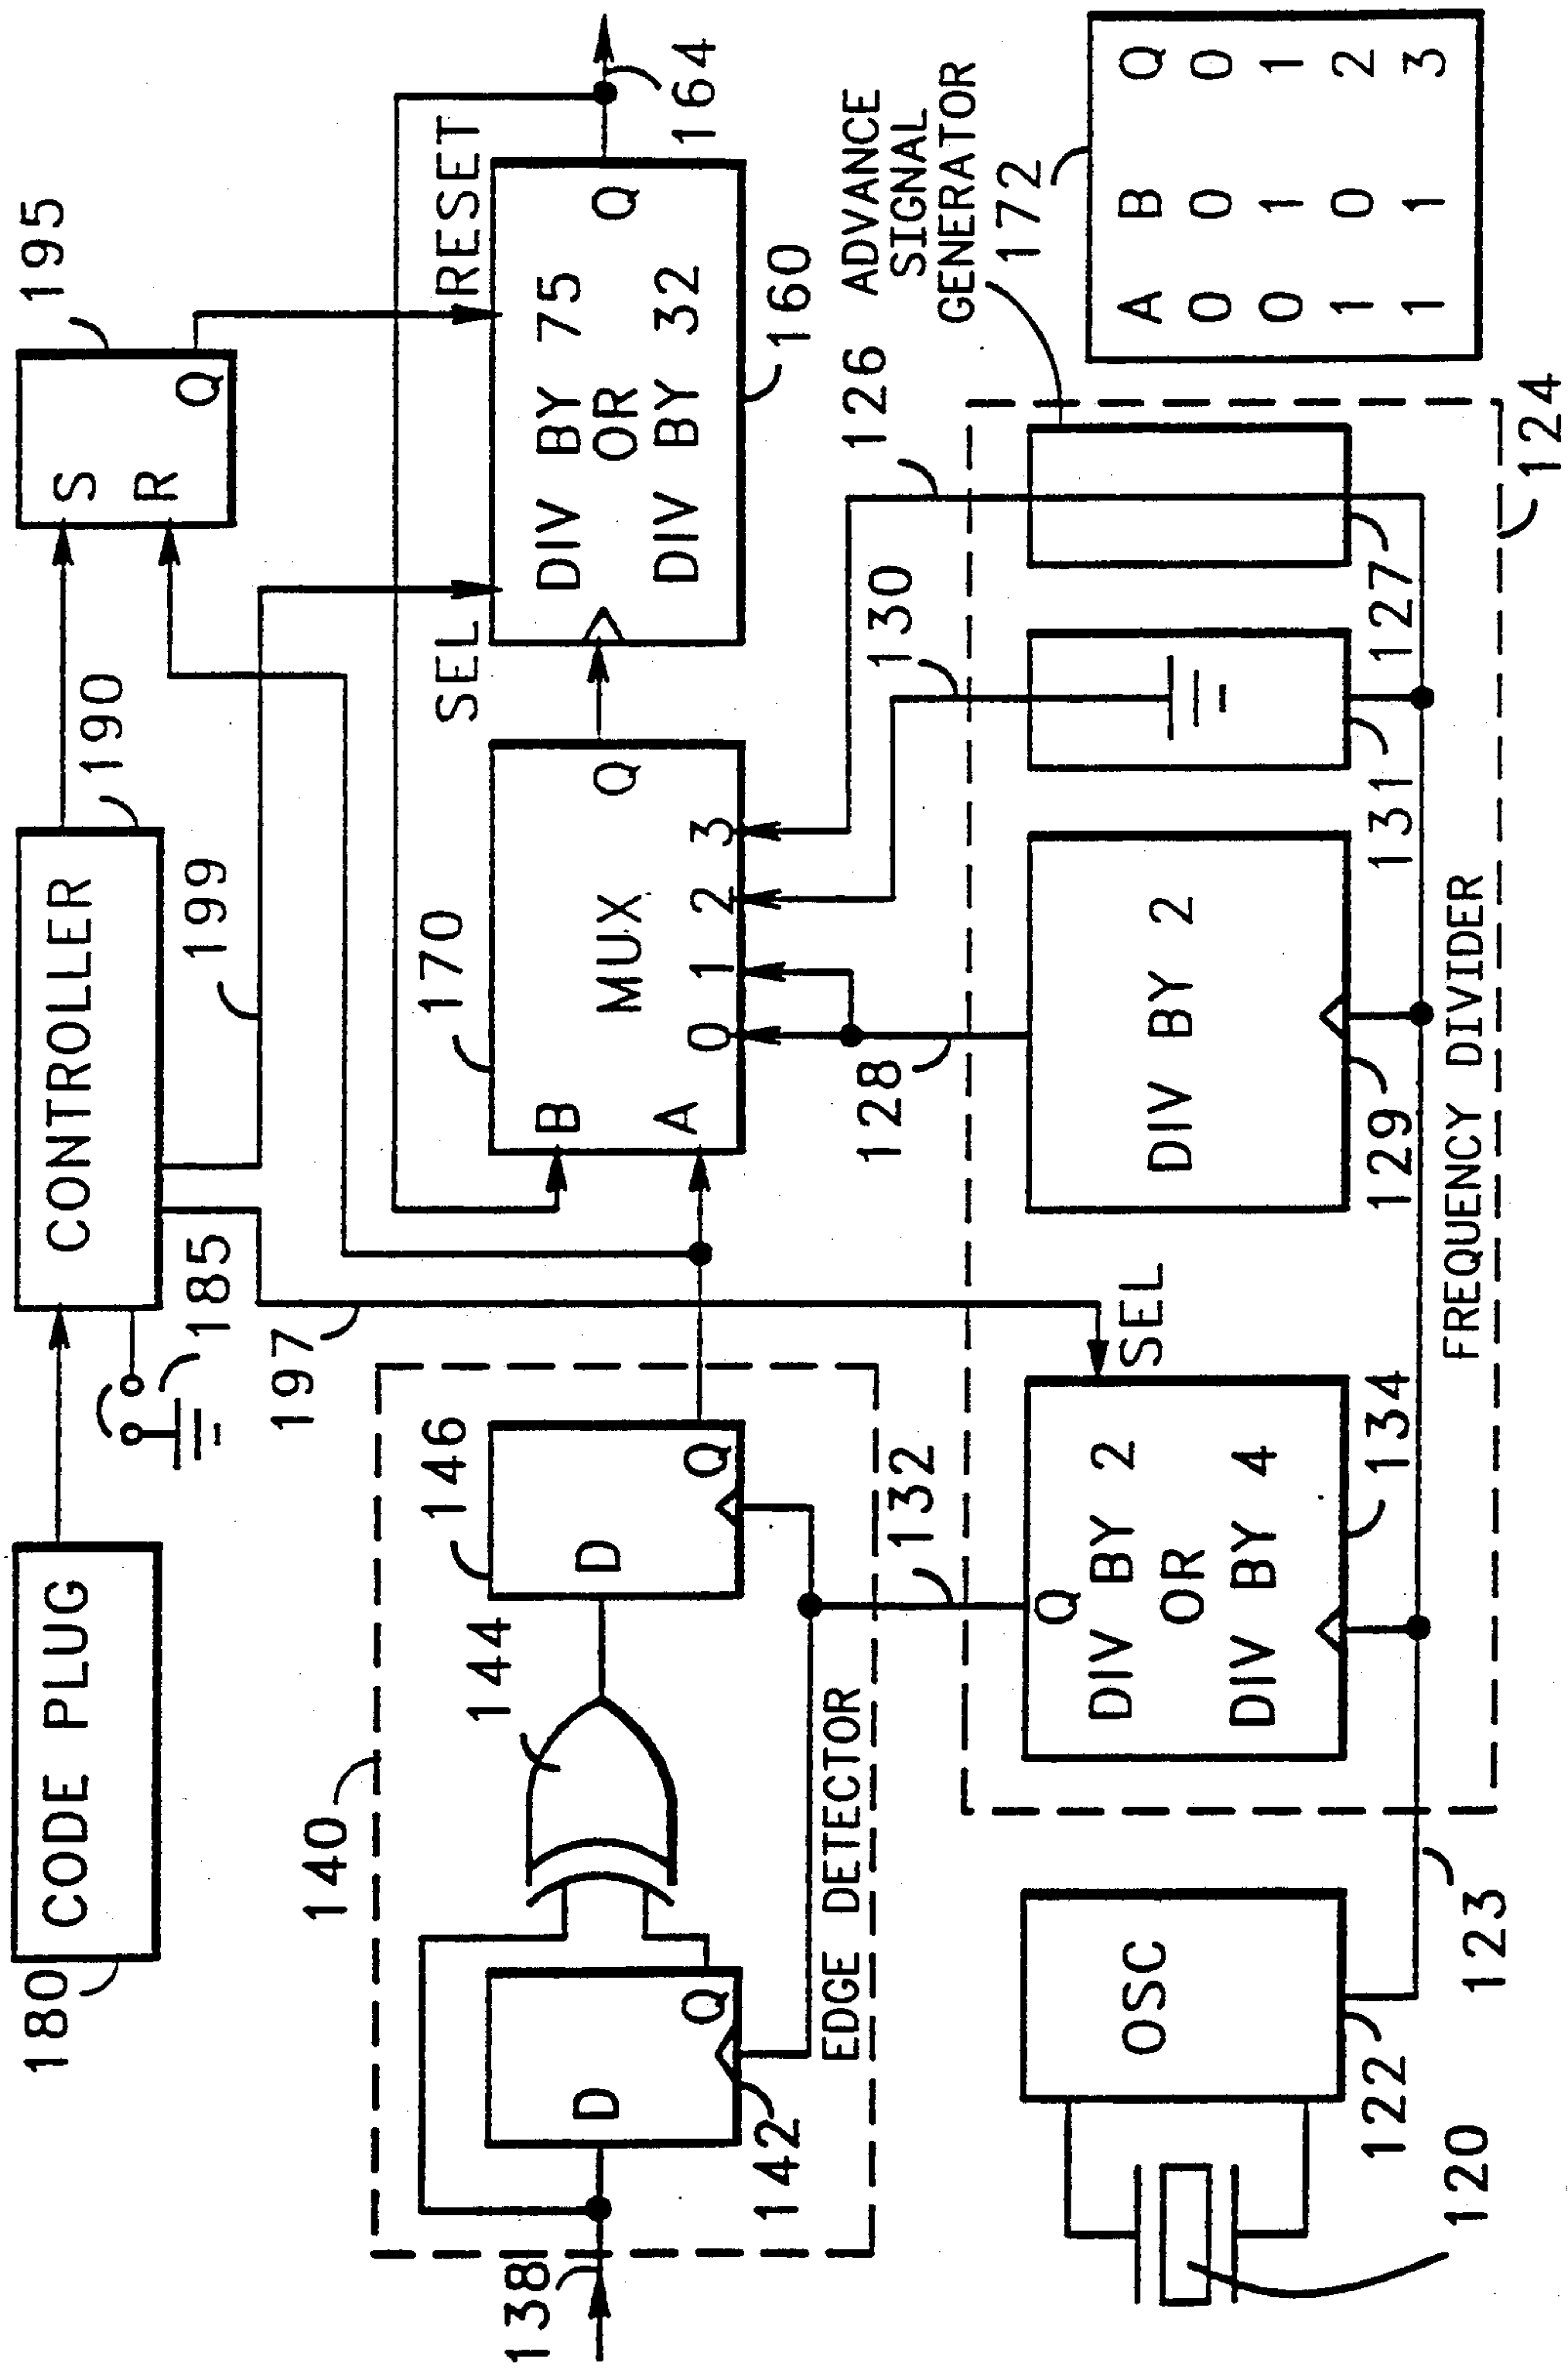 180
CODE PLUG
CONTROLLER
190
185
197
199
S
R
Q
195
140
138
D
Q
142
144
D
Q
146
EDGE DETECTOR
170
B
A
MUX
Q
0 1 2 3
SEL
RESET
DIV BY 75
OR
DIV BY 32
Q
160
164
132
128
130
126
ADVANCE
SIGNAL
GENERATOR
172
120
OSC
122
123
SEL
Q
DIV BY 2
OR
DIV BY 4
134
DIV BY 2
129
131
127
FREQUENCY DIVIDER
124
A B Q
0 0 0
0 1 1
1 0 2
1 1 3